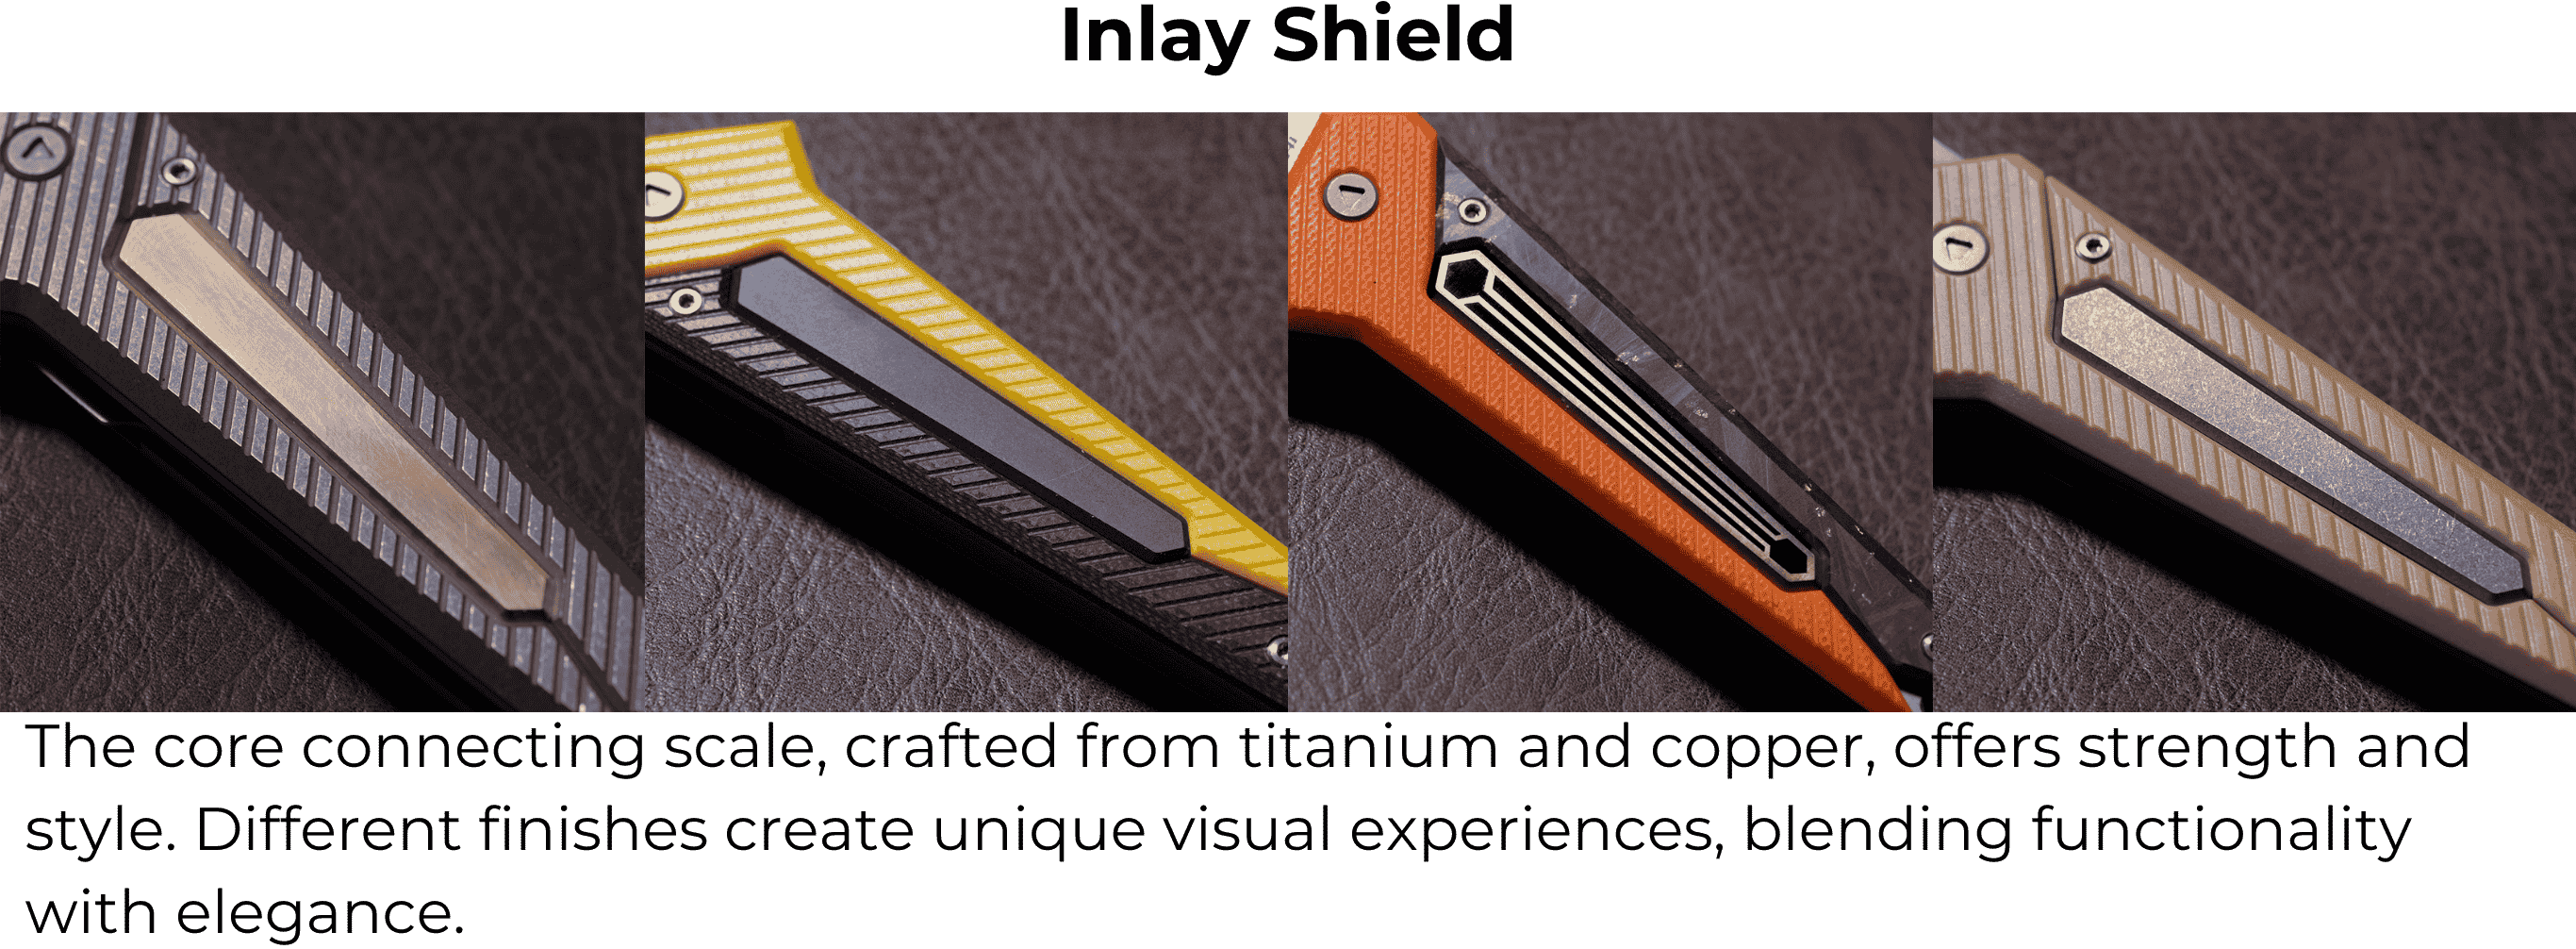 Inlay Shield
The core connecting scale, crafted from titanium and copper, offers strength and
style. Different finishes create unique visual experiences, blending functionality
with elegance.